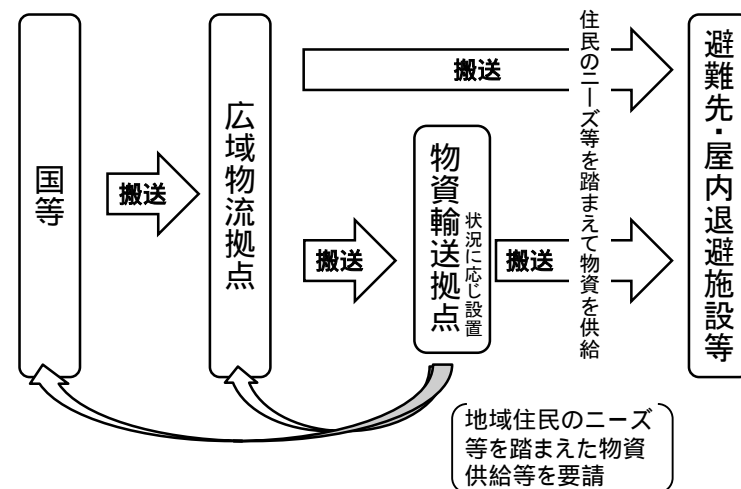 国等
搬送
広域物流拠点
搬送
搬送
物資輸送拠点
状況に応じ設置
搬送
住民のニーズ等を踏まえて物資を供給
避難先・屋内退避施設等
地域住民のニーズ
等を踏まえた物資
供給等を要請